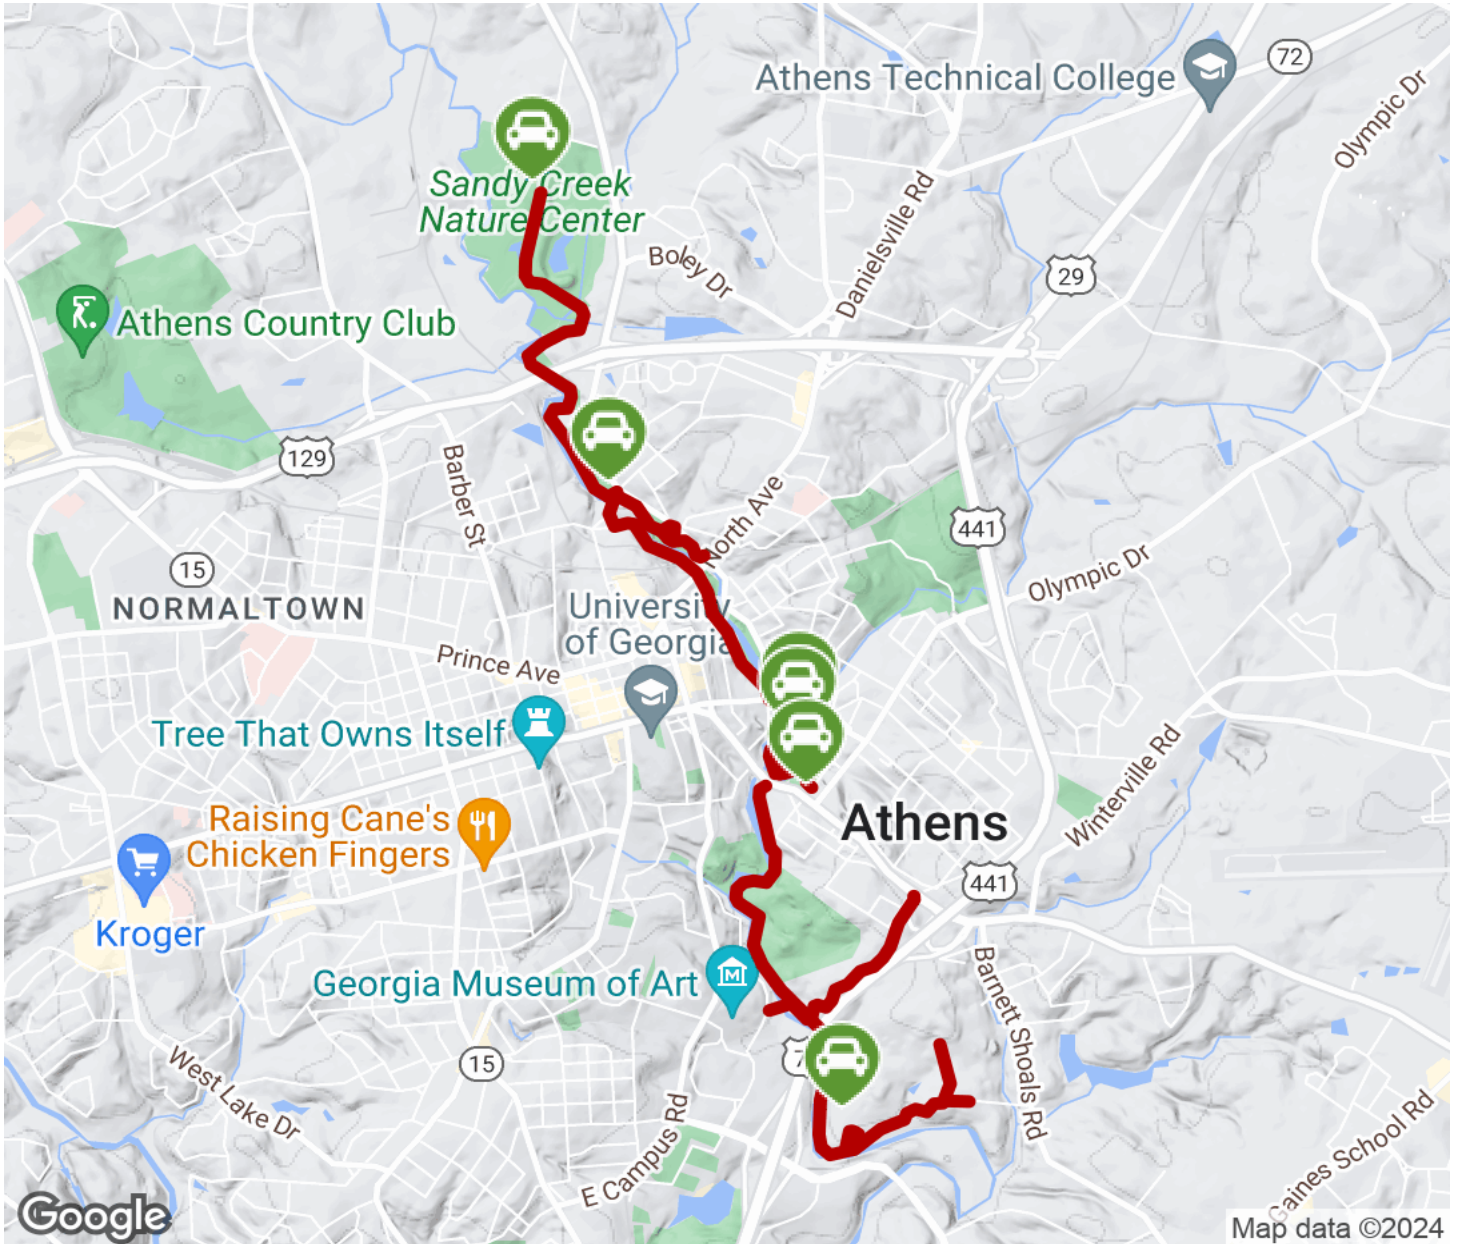 72
Athens Technical College
Olympic Dr
Sandy Creek
Nature Center
Danielsville Rd
Boley Dr
29
Athens Country Club
129
Barber St
North Ave
441
15
Olympic Dr
NORMALTOWN
University
of Georgia
Prince Ave
Tree That Owns Itself
Winterville Rd
Raising Cane's
Chicken Fingers
Athens
441
Kroger
Georgia Museum of Art
Barnett Shoals Rd
West Lake Dr
15
7
E Campus Rd
Gaines School Rd
Google
Map data ©2024